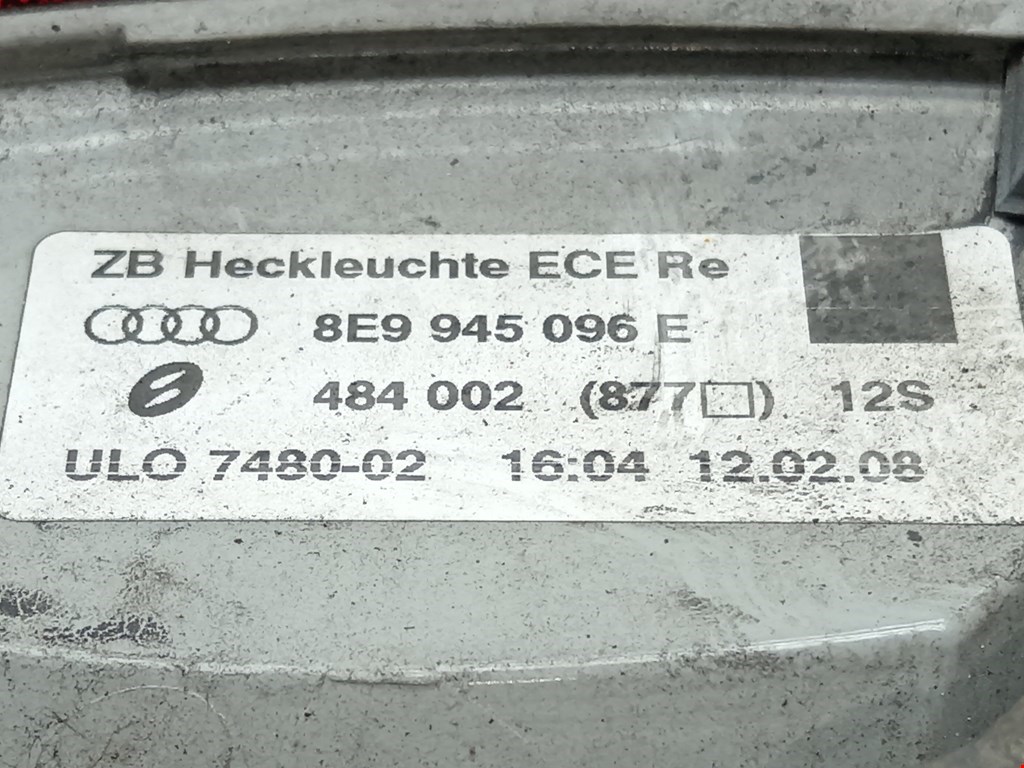 ZB Heckleuchte ECE Re
8E9 945 096 E
484 002 (877□) 12S
ULO 7480-02 16:04 12.02.08